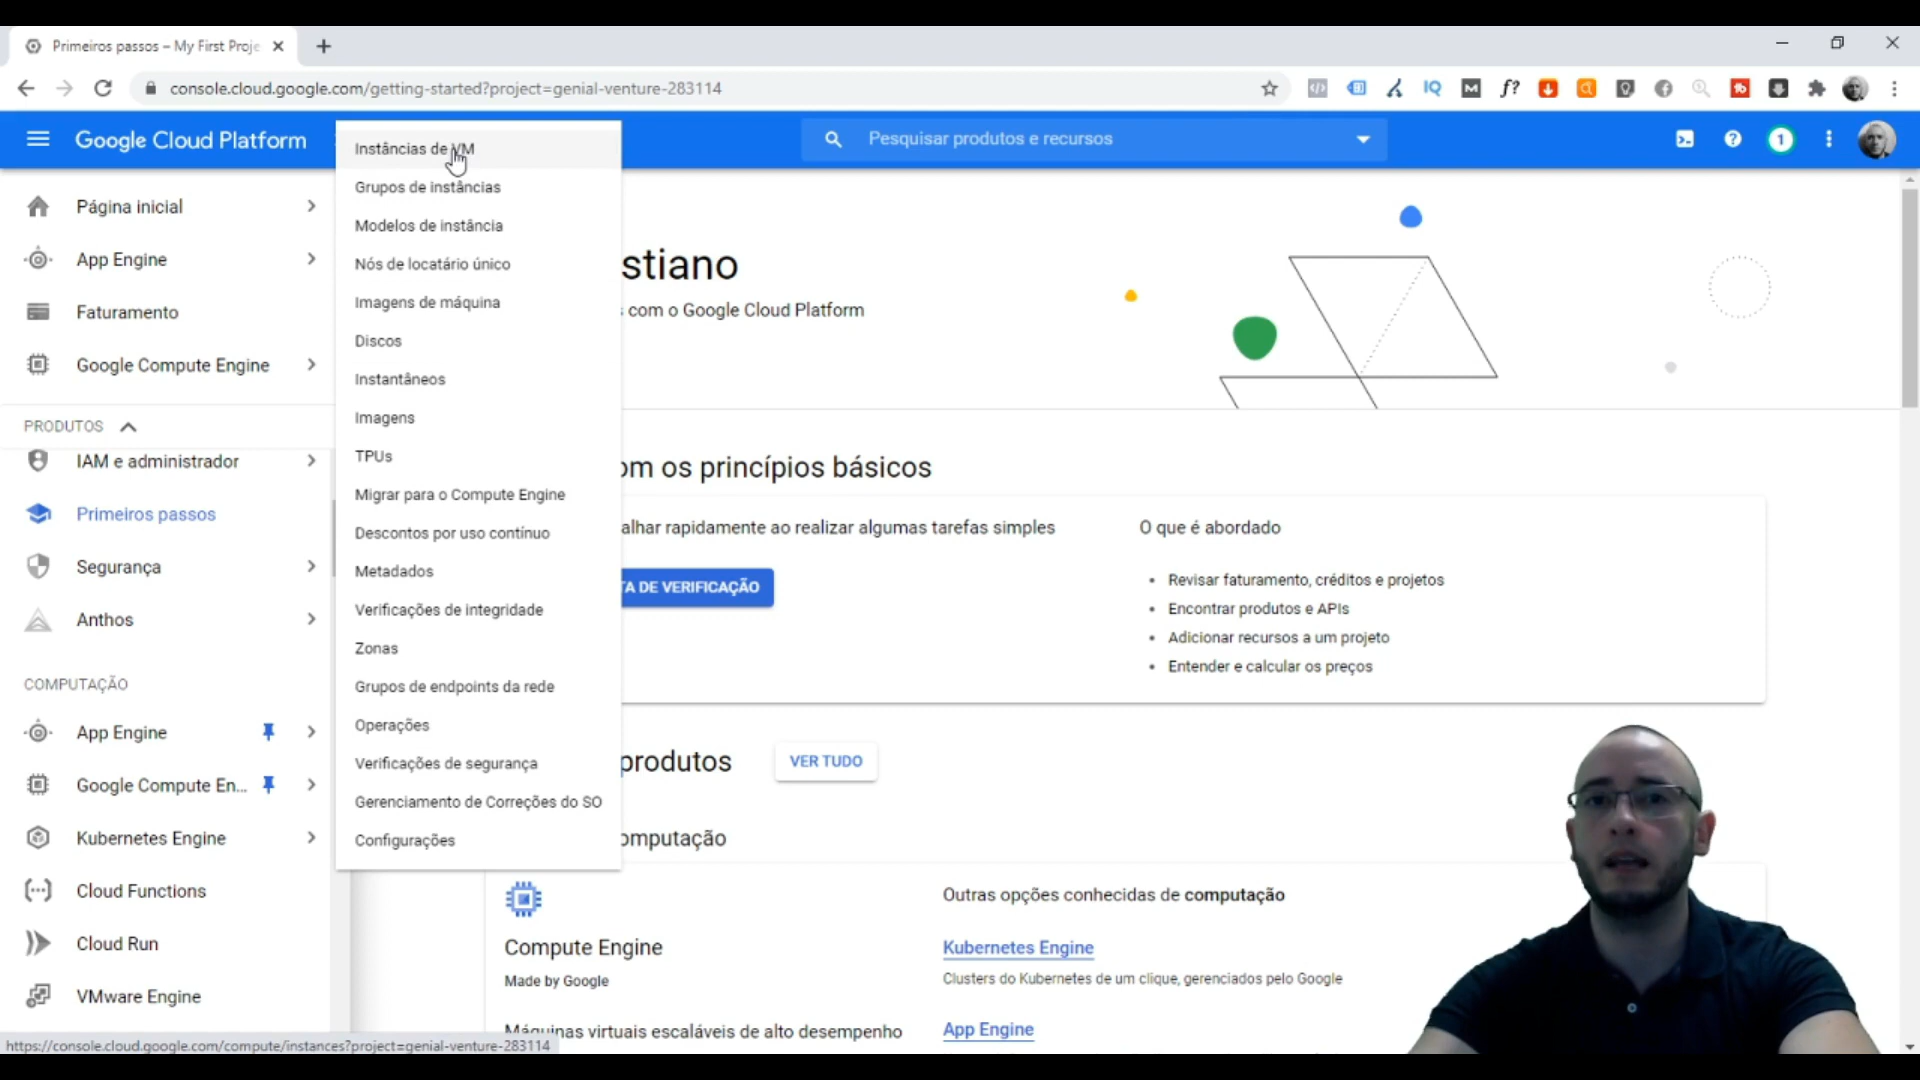 Primeiros passos – My First Proje
console.cloud.google.com/getting-started?project=genial-venture-283114
IQ
M
f?
Google Cloud Platform
Pesquisar produtos e recursos
1
Página inicial
App Engine
Faturamento
Google Compute Engine
PRODUTOS
IAM e administrador
Primeiros passos
Segurança
Anthos
COMPUTAÇÃO
App Engine
Google Compute En...
Kubernetes Engine
Cloud Functions
Cloud Run
VMware Engine
Instâncias de VM
Grupos de instâncias
Modelos de instância
Nós de locatário único
Imagens de máquina
Discos
Instantâneos
Imagens
TPUs
Migrar para o Compute Engine
Descontos por uso contínuo
Metadados
Verificações de integridade
Zonas
Grupos de endpoints da rede
Operações
Verificações de segurança
Gerenciamento de Correções do SO
Configurações
stiano
com o Google Cloud Platform
om os princípios básicos
alhar rapidamente ao realizar algumas tarefas simples
TA DE VERIFICAÇÃO
O que é abordado
• Revisar faturamento, créditos e projetos
• Encontrar produtos e APIs
• Adicionar recursos a um projeto
• Entender e calcular os preços
produtos
VER TUDO
omputação
Compute Engine
Made by Google
Máquinas virtuais escaláveis de alto desempenho
Outras opções conhecidas de computação
Kubernetes Engine
Clusters do Kubernetes de um clique, gerenciados pelo Google
App Engine
https://console.cloud.google.com/compute/instances?project=genial-venture-283114